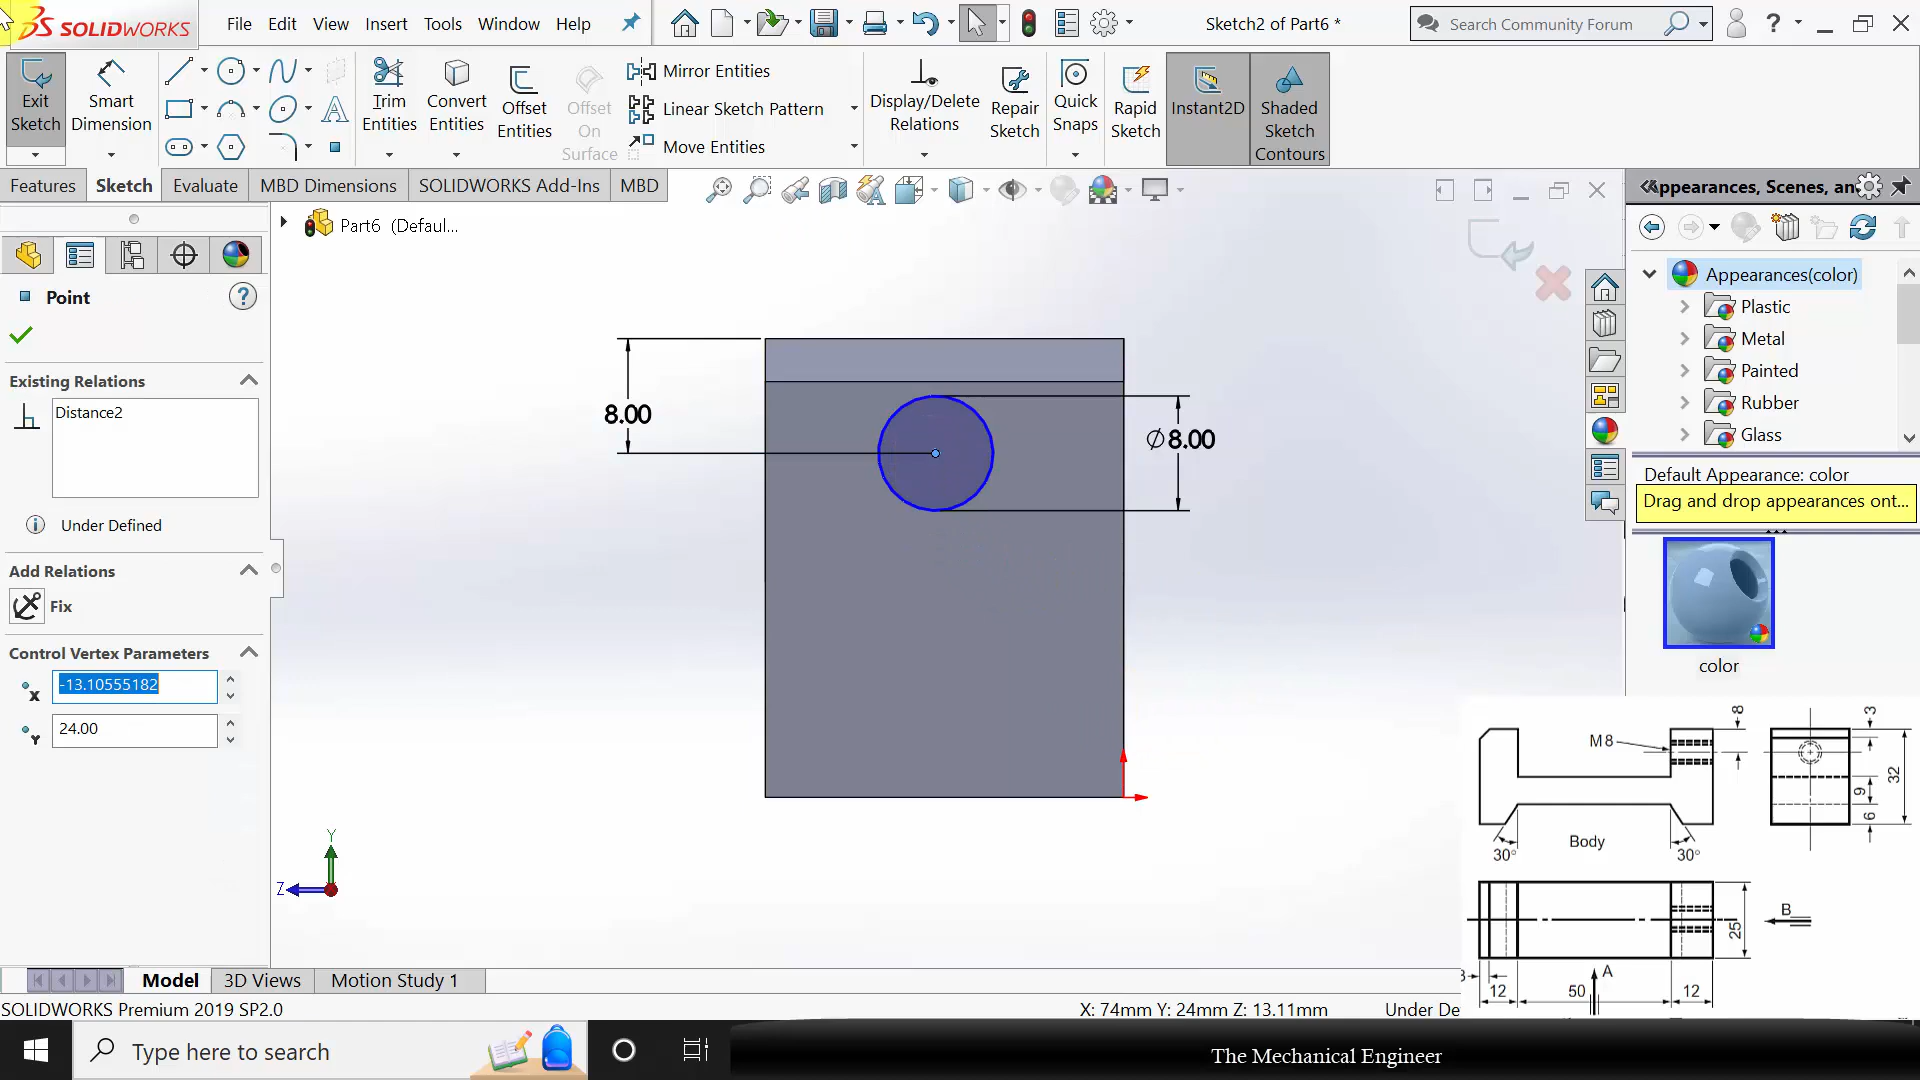 SOLIDWORKS
File Edit View Insert Tools Window Help
Sketch2 of Part6 *
Search Community Forum
Exit Sketch
Smart Dimension
Trim Entities
Convert Entities
Offset Entities
Offset On Surface
Mirror Entities
Linear Sketch Pattern
Move Entities
Display/Delete Relations
Repair Sketch
Quick Snaps
Rapid Sketch
Instant2D
Shaded Sketch Contours
Features Sketch Evaluate MBD Dimensions SOLIDWORKS Add-Ins MBD
Appearances, Scenes, an
Part6 (Defaul...
Point
Existing Relations
Distance2
Under Defined
Add Relations
Fix
Control Vertex Parameters
X
-13.10555182
Y
24.00
8.00
∅8.00
Y
Z
Appearances(color)
Plastic
Metal
Painted
Rubber
Glass
Default Appearance: color
Drag and drop appearances ont...
color
M8
8
3
32
9
6
30°
Body
30°
25
B
A
12
50
12
Model 3D Views Motion Study 1
SOLIDWORKS Premium 2019 SP2.0
X: 74mm Y: 24mm Z: 13.11mm
Under De
Type here to search
The Mechanical Engineer